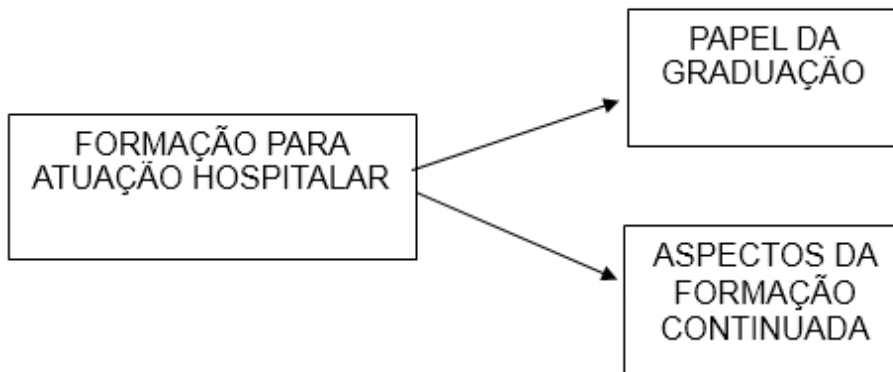 FORMAÇÃO PARA
ATUAÇÃO HOSPITALAR
PAPEL DA
GRADUAÇÃO
ASPECTOS DA
FORMAÇÃO
CONTINUADA